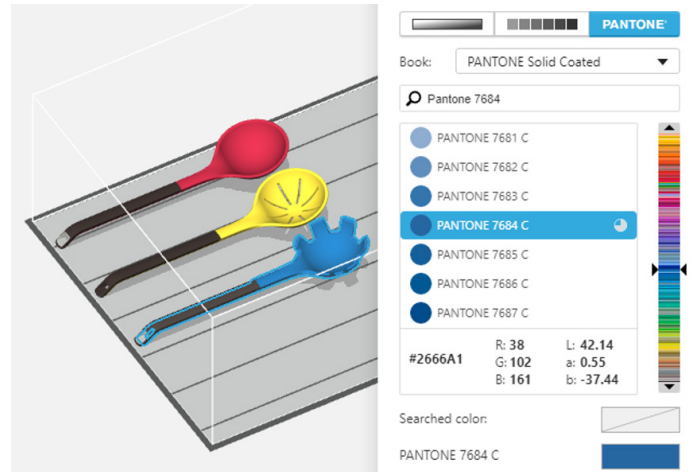 PANTONE®
Book: PANTONE Solid Coated
Pantone 7684
PANTONE 7681 C
PANTONE 7682 C
PANTONE 7683 C
PANTONE 7684 C
PANTONE 7685 C
PANTONE 7686 C
PANTONE 7687 C
#2666A1
R: 38 L: 42.14
G: 102 a: 0.55
B: 161 b: -37.44
Searched color:
PANTONE 7684 C